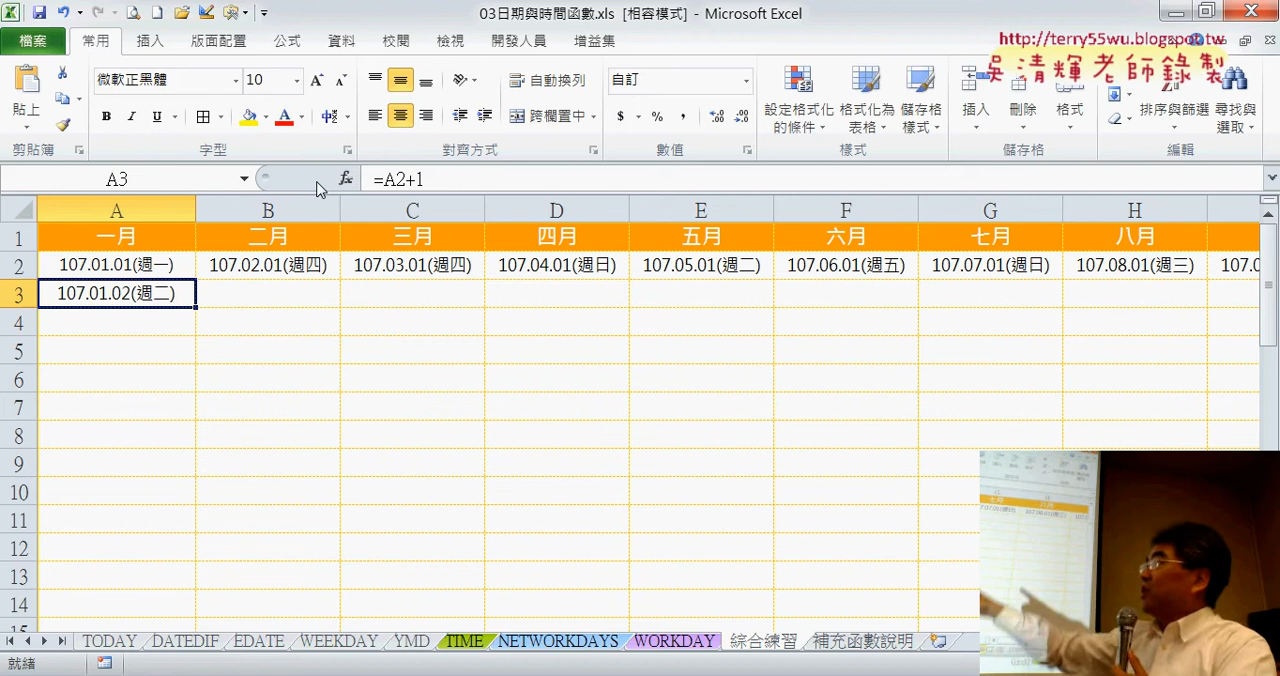 03日期與時間函數.xls [相容模式] - Microsoft Excel
http://terry55wu.blogspot.tw
吳清輝老師錄製
檔案 常用 插入 版面配置 公式 資料 校閱 檢視 開發人員 增益集
貼上
剪貼簿
微軟正黑體 10
B I U A 中
字型
自動換列
跨欄置中
對齊方式
自訂
$ % ,
數值
設定格式化的條件
格式化為表格
儲存格樣式
樣式
插入 刪除 格式
儲存格
排序與篩選
尋找與選取
編輯
A3 fx =A2+1
A B C D E F G H
1 一月 二月 三月 四月 五月 六月 七月 八月
2 107.01.01(週一) 107.02.01(週四) 107.03.01(週四) 107.04.01(週日) 107.05.01(週二) 107.06.01(週五) 107.07.01(週日) 107.08.01(週三) 107.0
3 107.01.02(週二)
4
5
6
7
8
9
10
11
12
13
14
TODAY DATEDIF EDATE WEEKDAY YMD TIME NETWORKDAYS WORKDAY 綜合練習 補充函數說明
就緒